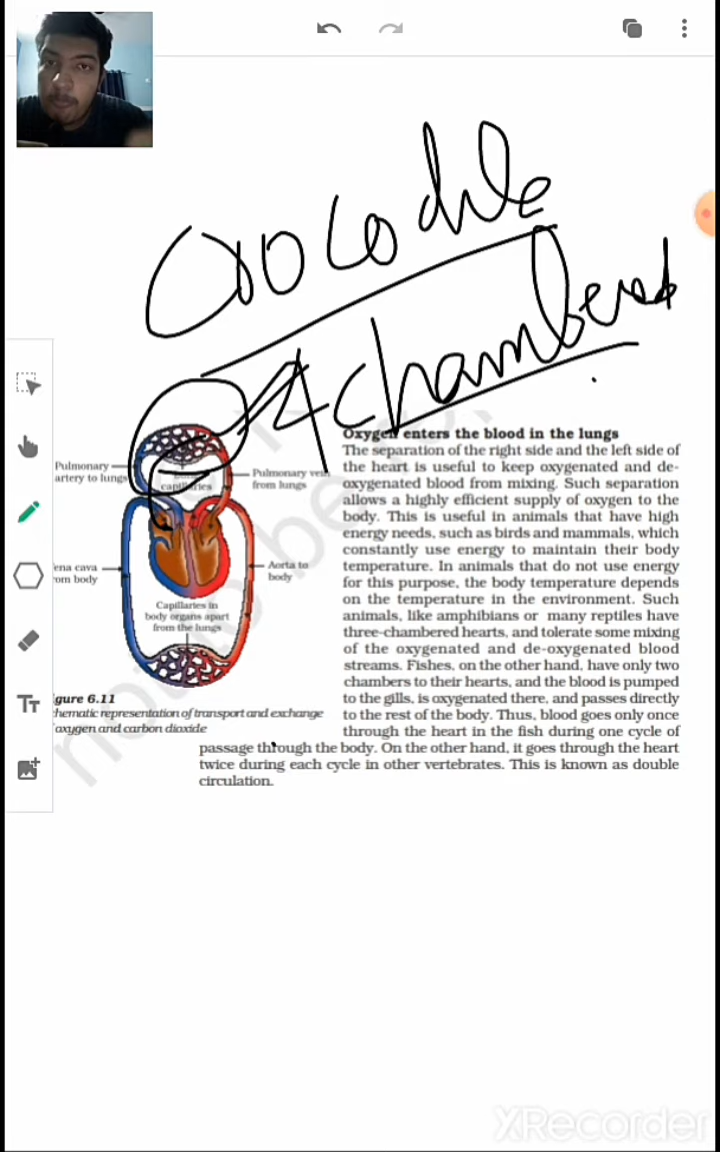 Crocodile
4 chambered
Pulmonary
artery to lungs
capillaries
Pulmonary vein
from lungs
ena cava
om body
Aorta to
body
Capillaries in
body organs apart
from the lungs
gure 6.11
hematic representation of transport and exchange
oxygen and carbon dioxide
Oxygen enters the blood in the lungs
The separation of the right side and the left side of
the heart is useful to keep oxygenated and de-
oxygenated blood from mixing. Such separation
allows a highly efficient supply of oxygen to the
body. This is useful in animals that have high
energy needs, such as birds and mammals, which
constantly use energy to maintain their body
temperature. In animals that do not use energy
for this purpose, the body temperature depends
on the temperature in the environment. Such
animals, like amphibians or many reptiles have
three-chambered hearts, and tolerate some mixing
of the oxygenated and de-oxygenated blood
streams. Fishes, on the other hand, have only two
chambers to their hearts, and the blood is pumped
to the gills, is oxygenated there, and passes directly
to the rest of the body. Thus, blood goes only once
through the heart in the fish during one cycle of
passage through the body. On the other hand, it goes through the heart
twice during each cycle in other vertebrates. This is known as double
circulation.
Tт
XRecorder